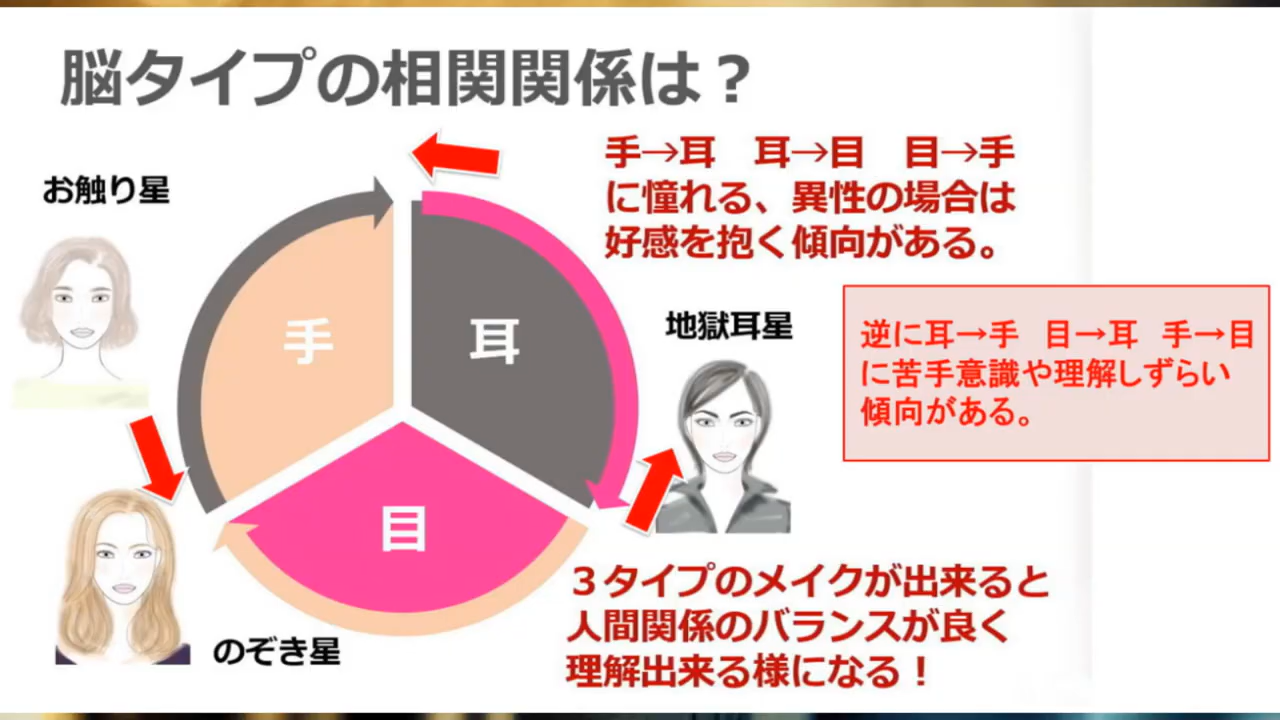 脳タイプの相関関係は？
手→耳　耳→目　目→手
に憧れる、異性の場合は
好感を抱く傾向がある。
お触り星
手
耳
地獄耳星
逆に耳→手　目→耳　手→目
に苦手意識や理解しずらい
傾向がある。
目
のぞき星
３タイプのメイクが出来ると
人間関係のバランスが良く
理解出来る様になる！